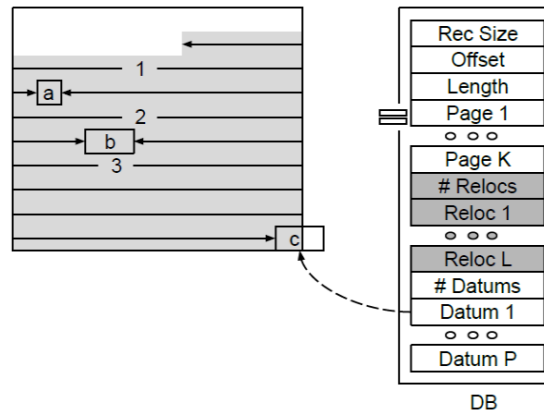 1
a
2
b
3
c
Rec Size
Offset
Length
Page 1
Page K
# Relocs
Reloc 1
Reloc L
# Datums
Datum 1
Datum P
DB